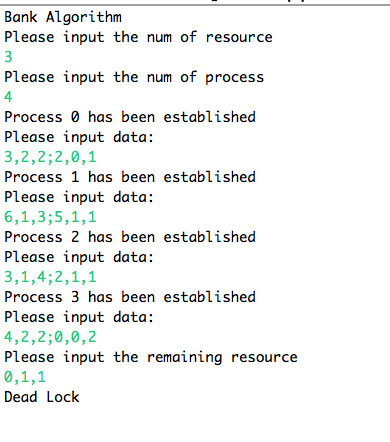 Bank Algorithm
Please input the num of resource
3
Please input the num of process
4
Process 0 has been established
Please input data:
3,2,2;2,0,1
Process 1 has been established
Please input data:
6,1,3;5,1,1
Process 2 has been established
Please input data:
3,1,4;2,1,1
Process 3 has been established
Please input data:
4,2,2;0,0,2
Please input the remaining resource
0,1,1
Dead Lock